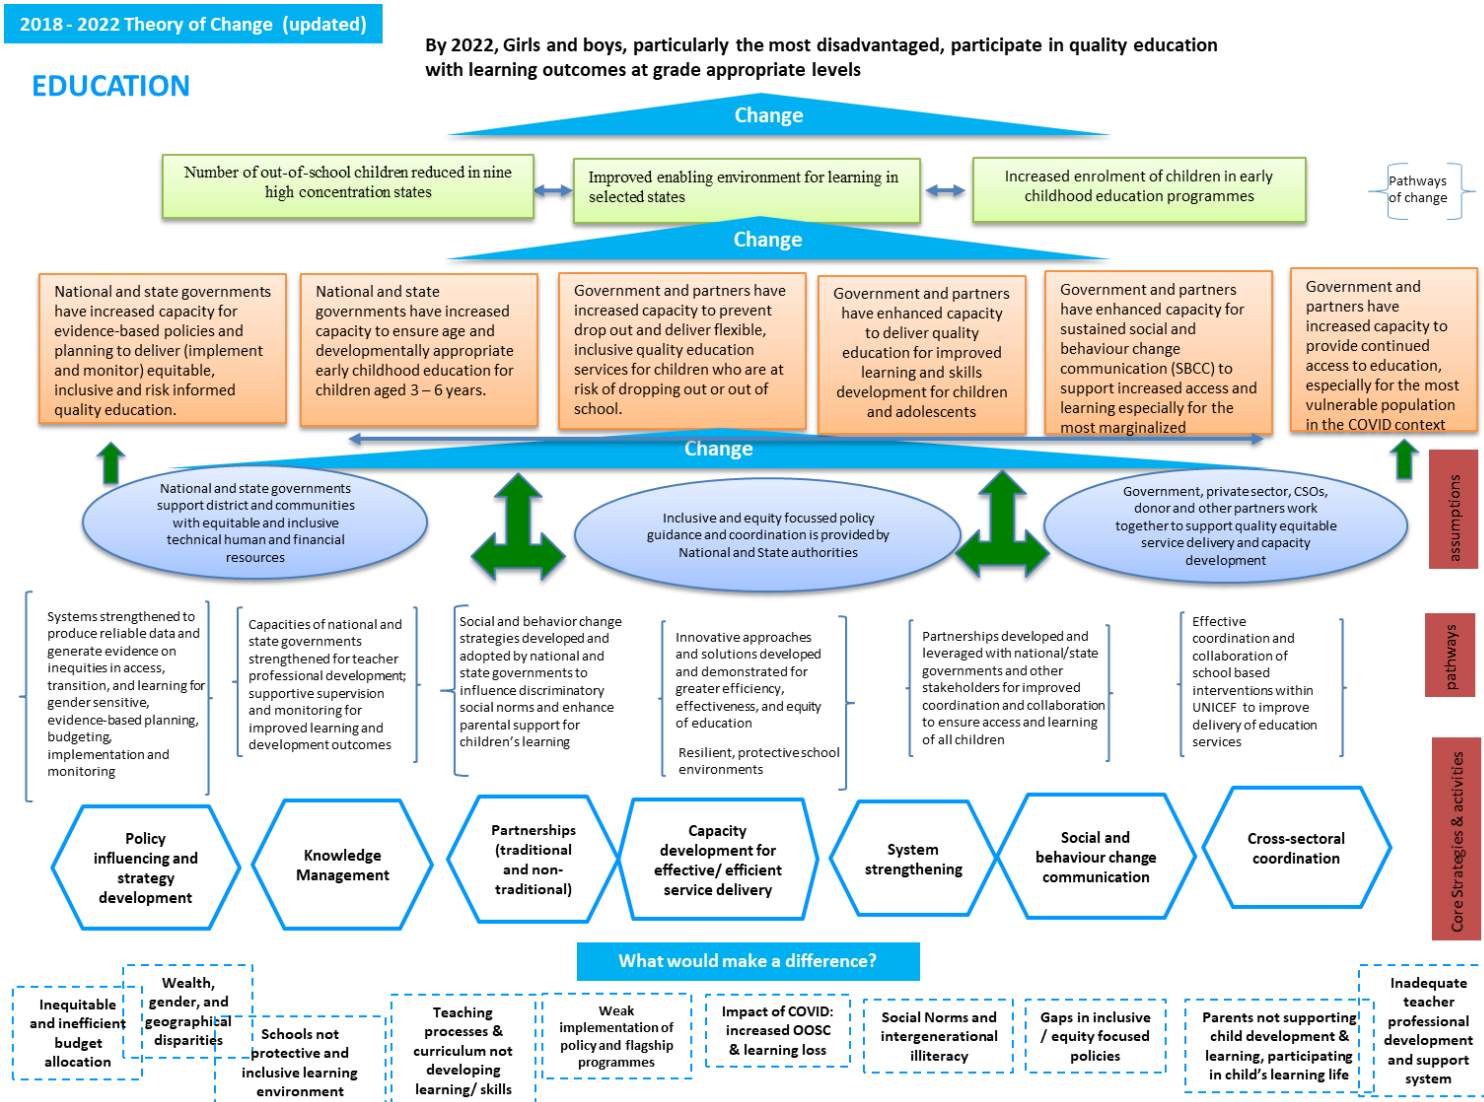 2018 - 2022 Theory of Change (updated)
By 2022, Girls and boys, particularly the most disadvantaged, participate in quality education
with learning outcomes at grade appropriate levels
EDUCATION
Change
Number of out-of-school children reduced in nine
high concentration states
Improved enabling environment for learning in
selected states
Increased enrolment of children in early
childhood education programmes
Pathways
of change
Change
National and state governments
have increased capacity for
evidence-based policies and
planning to deliver (implement
and monitor) equitable,
inclusive and risk informed
quality education.
National and state
governments have increased
capacity to ensure age and
developmentally appropriate
early childhood education for
children aged 3 – 6 years.
Government and partners have
increased capacity to prevent
drop out and deliver flexible,
inclusive quality education
services for children who are at
risk of dropping out or out of
school.
Government and partners
have enhanced capacity
to deliver quality
education for improved
learning and skills
development for children
and adolescents
Government and partners
have enhanced capacity for
sustained social and
behaviour change
communication (SBCC) to
support increased access and
learning especially for the
most marginalized
Government and
partners have
increased capacity to
provide continued
access to education,
especially for the most
vulnerable population
in the COVID context
Change
National and state governments
support district and communities
with equitable and inclusive
technical human and financial
resources
Inclusive and equity focussed policy
guidance and coordination is provided by
National and State authorities
Government, private sector, CSOs,
donor and other partners work
together to support quality equitable
service delivery and capacity
development
assumptions
Systems strengthened to
produce reliable data and
generate evidence on
inequities in access,
transition, and learning for
gender sensitive,
evidence-based planning,
budgeting,
implementation and
monitoring
Capacities of national and
state governments
strengthened for teacher
professional development;
supportive supervision
and monitoring for
improved learning and
development outcomes
Social and behavior change
strategies developed and
adopted by national and
state governments to
influence discriminatory
social norms and enhance
parental support for
children's learning
Innovative approaches
and solutions developed
and demonstrated for
greater efficiency,
effectiveness, and equity
of education
Resilient, protective school
environments
Partnerships developed and
leveraged with national/state
governments and other
stakeholders for improved
coordination and collaboration
to ensure access and learning
of all children
Effective
coordination and
collaboration of
school based
interventions within
UNICEF to improve
delivery of education
services
pathways
Policy
influencing and
strategy
development
Knowledge
Management
Partnerships
(traditional
and non-
traditional)
Capacity
development for
effective/ efficient
service delivery
System
strengthening
Social and
behaviour change
communication
Cross-sectoral
coordination
Core Strategies & activities
What would make a difference?
Inequitable
and inefficient
budget
allocation
Wealth,
gender, and
geographical
disparities
Schools not
protective and
inclusive learning
environment
Teaching
processes &
curriculum not
developing
learning/ skills
Weak
implementation of
policy and flagship
programmes
Impact of COVID:
increased OOSC
& learning loss
Social Norms and
intergenerational
illiteracy
Gaps in inclusive
/ equity focused
policies
Parents not supporting
child development &
learning, participating
in child's learning life
Inadequate
teacher
professional
development
and support
system